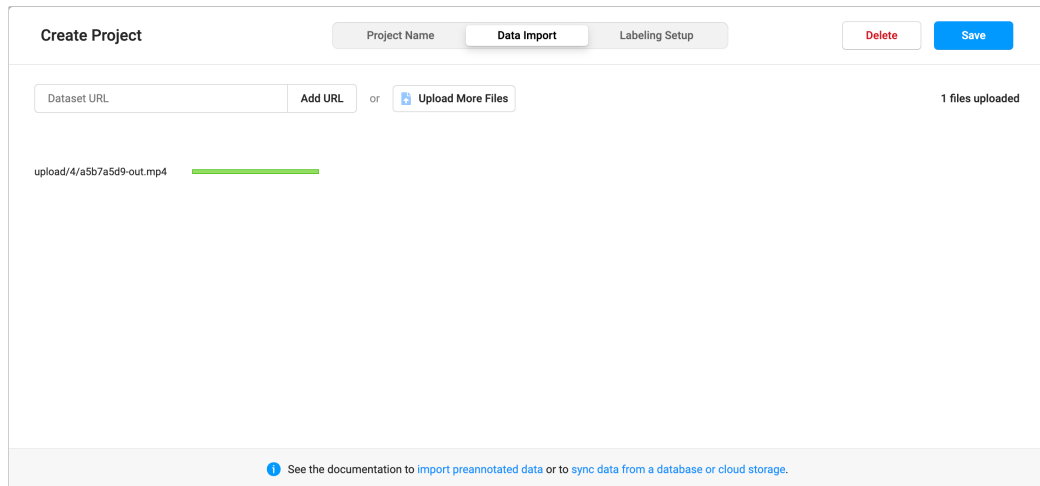 Create Project
Project Name
Data Import
Labeling Setup
Delete
Save
Dataset URL
Add URL
or
Upload More Files
1 files uploaded
upload/4/a5b7a5d9-out.mp4
See the documentation to import preannotated data or to sync data from a database or cloud storage.